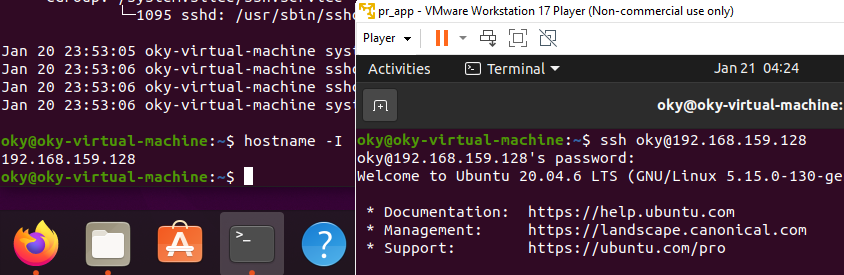 CGroup: /system.slice/ssh.service
└─1095 sshd: /usr/sbin/sshd
Jan 20 23:53:05 oky-virtual-machine syst
Jan 20 23:53:06 oky-virtual-machine sshd
Jan 20 23:53:06 oky-virtual-machine sshd
Jan 20 23:53:06 oky-virtual-machine syst
oky@oky-virtual-machine:~$ hostname -I
192.168.159.128
oky@oky-virtual-machine:~$
pr_app - VMware Workstation 17 Player (Non-commercial use only)
Player
Activities
Terminal
Jan 21 04:24
oky@oky-virtual-machine:
oky@oky-virtual-machine:~$ ssh oky@192.168.159.128
oky@192.168.159.128's password:
Welcome to Ubuntu 20.04.6 LTS (GNU/Linux 5.15.0-130-ge
* Documentation: https://help.ubuntu.com
* Management: https://landscape.canonical.com
* Support: https://ubuntu.com/pro